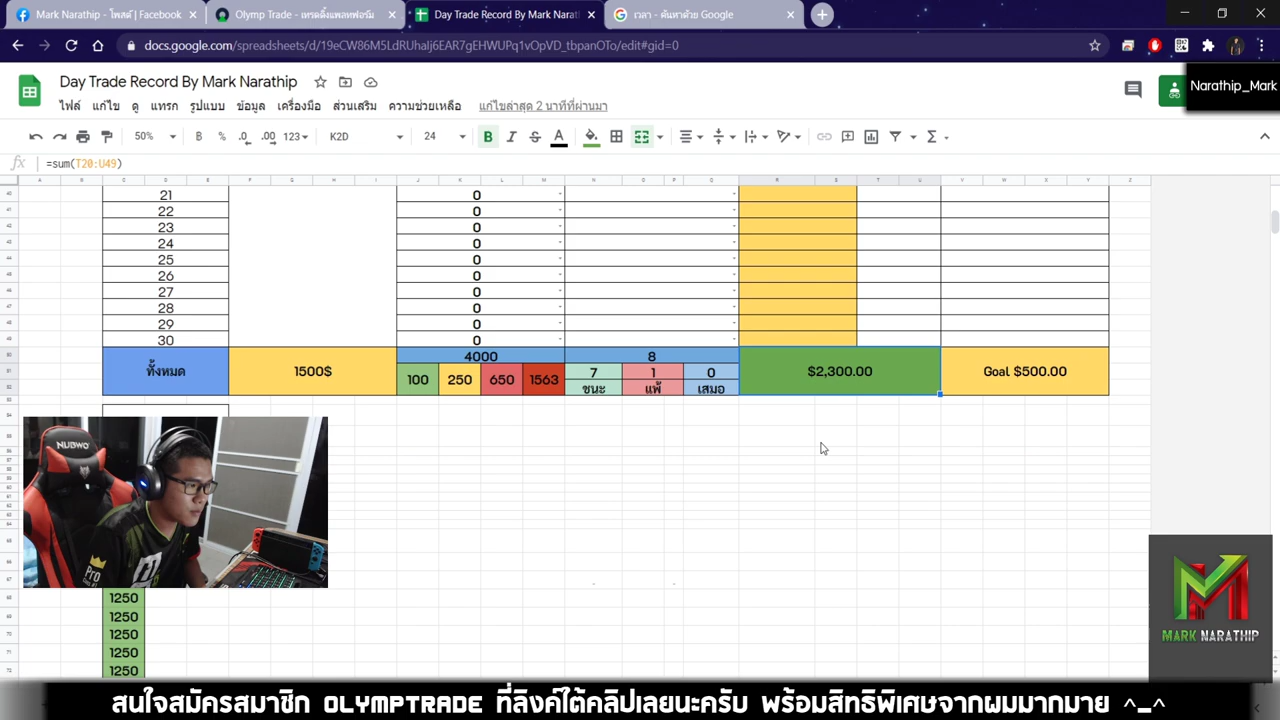 Mark Narathip - โพสต์ | Facebook
Olymp Trade - เทรดดิ้งแพลทฟอร์ม
Day Trade Record By Mark Narat
เวลา - ค้นหาด้วย Google
docs.google.com/spreadsheets/d/19eCW86M5LdRUhaIj6EAR7gEHWUPq1vOpVD_tbpanOTo/edit#gid=0
Day Trade Record By Mark Narathip
Narathip_Mark
ไฟล์ แก้ไข ดู แทรก รูปแบบ ข้อมูล เครื่องมือ ส่วนเสริม ความช่วยเหลือ แก้ไขล่าสุด 2 นาทีที่ผ่านมา
50% B % .0 .00 123 K2D 24 B I S A
fx =sum(T20:U49)
21 0
22 0
23 0
24 0
25 0
26 0
27 0
28 0
29 0
30 0
ทั้งหมด 1500$ 4000 8 $2,300.00 Goal $500.00
100 250 650 1563 7 1 0
ชนะ แพ้ เสมอ
NUBWO
1250
1250
1250
1250
1250
MARK NARATHIP
สนใจสมัครสมาชิก OLYMPTRADE ที่ลิงค์ใต้คลิปเลยนะครับ พร้อมสิทธิพิเศษจากผมมากมาย ^_^